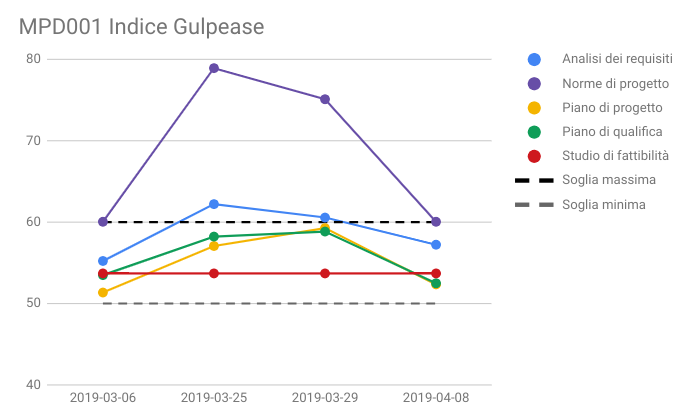 MPD001 Indice Gulpease
80
70
60
50
40
2019-03-06
2019-03-25
2019-03-29
2019-04-08
Analisi dei requisiti
Norme di progetto
Piano di progetto
Piano di qualifica
Studio di fattibilità
Soglia massima
Soglia minima